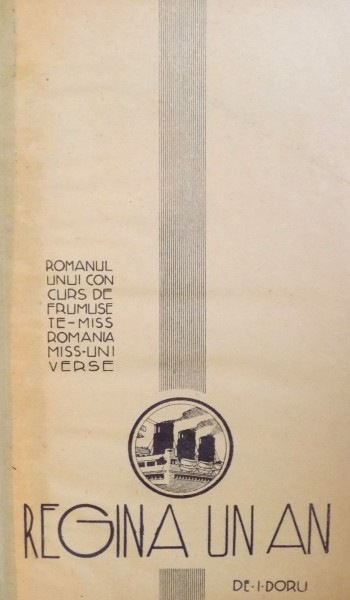 ROMANUL
UNUI CON
CURS DE
FRUMUSE
TE-MISS
ROMANIA
MISS-UNI
VERSE
REGINA UN AN
DE·I·DORU